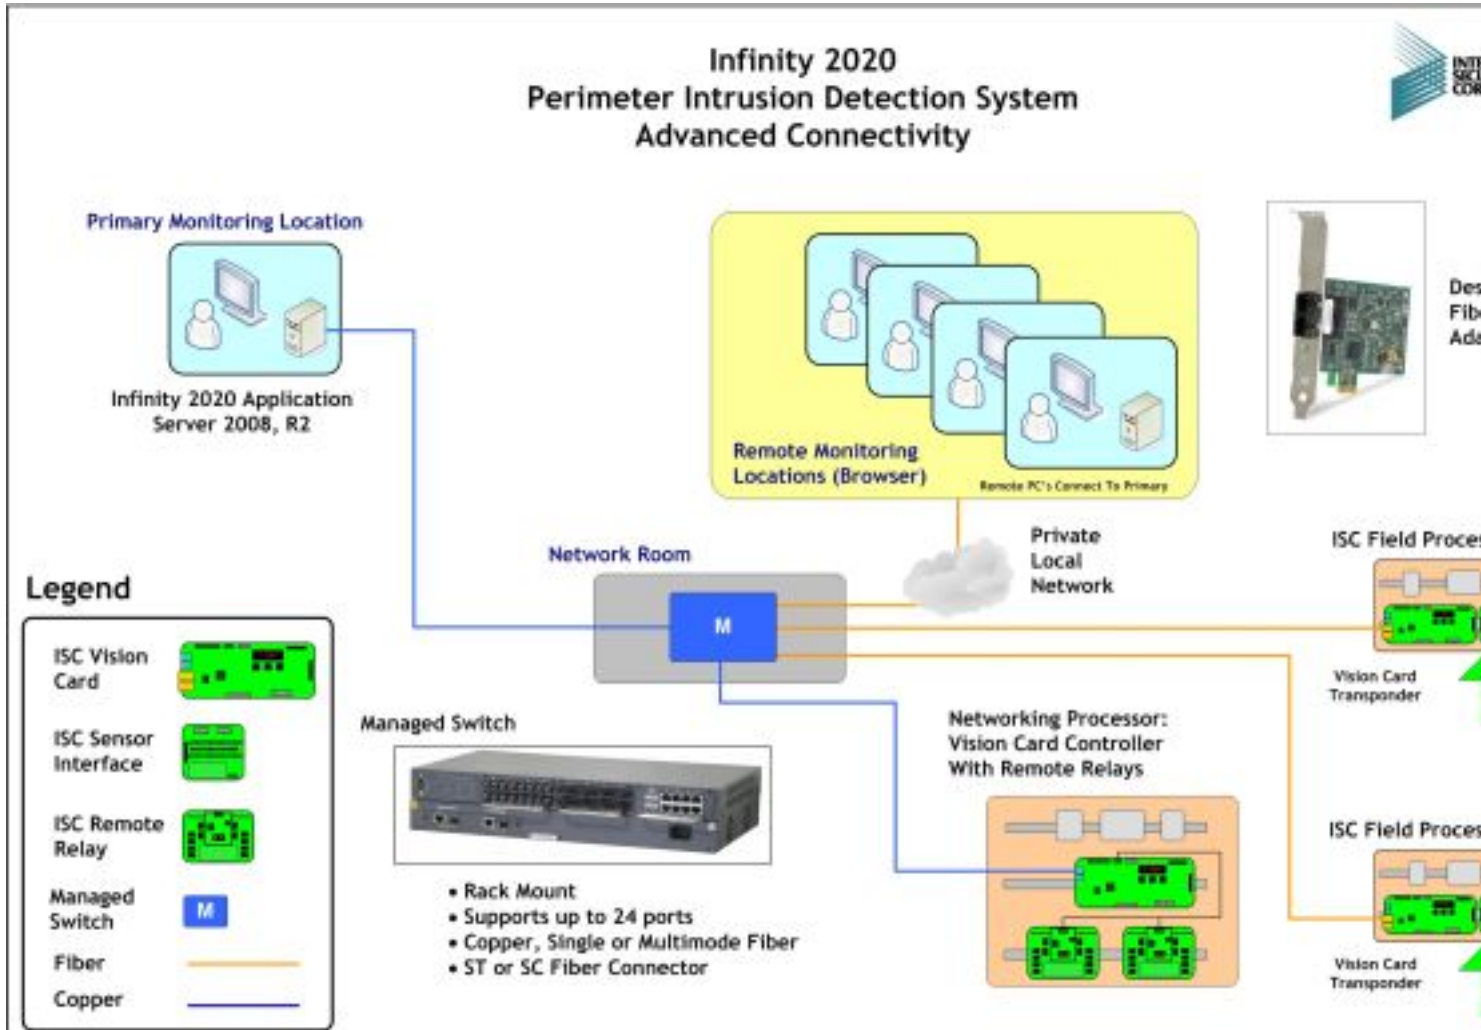 Infinity 2020
Perimeter Intrusion Detection System
Advanced Connectivity
Primary Monitoring Location
Infinity 2020 Application
Server 2008, R2
Remote Monitoring
Locations (Browser)
Remote PC's Connect To Primary
Private
Local
Network
Network Room
M
ISC Field
Vision Card
Transponder
Legend
ISC Vision
Card
ISC Sensor
Interface
ISC Remote
Relay
Managed
Switch
M
Fiber
Copper
Managed Switch
• Rack Mount
• Supports up to 24 ports
• Copper, Single or Multimode Fiber
• ST or SC Fiber Connector
Networking Processor:
Vision Card Controller
With Remote Relays
ISC Field
Vision Card
Transponder